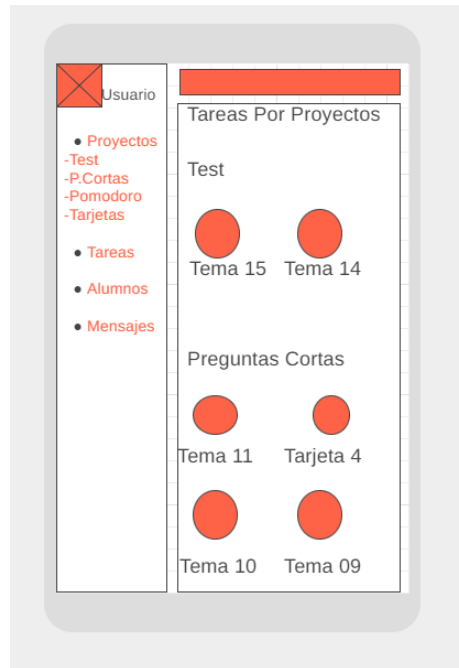 Usuario
● Proyectos
-Test
-P.Cortas
-Pomodoro
-Tarjetas
● Tareas
● Alumnos
● Mensajes
Tareas Por Proyectos
Test
Tema 15 Tema 14
Preguntas Cortas
Tema 11 Tarjeta 4
Tema 10 Tema 09